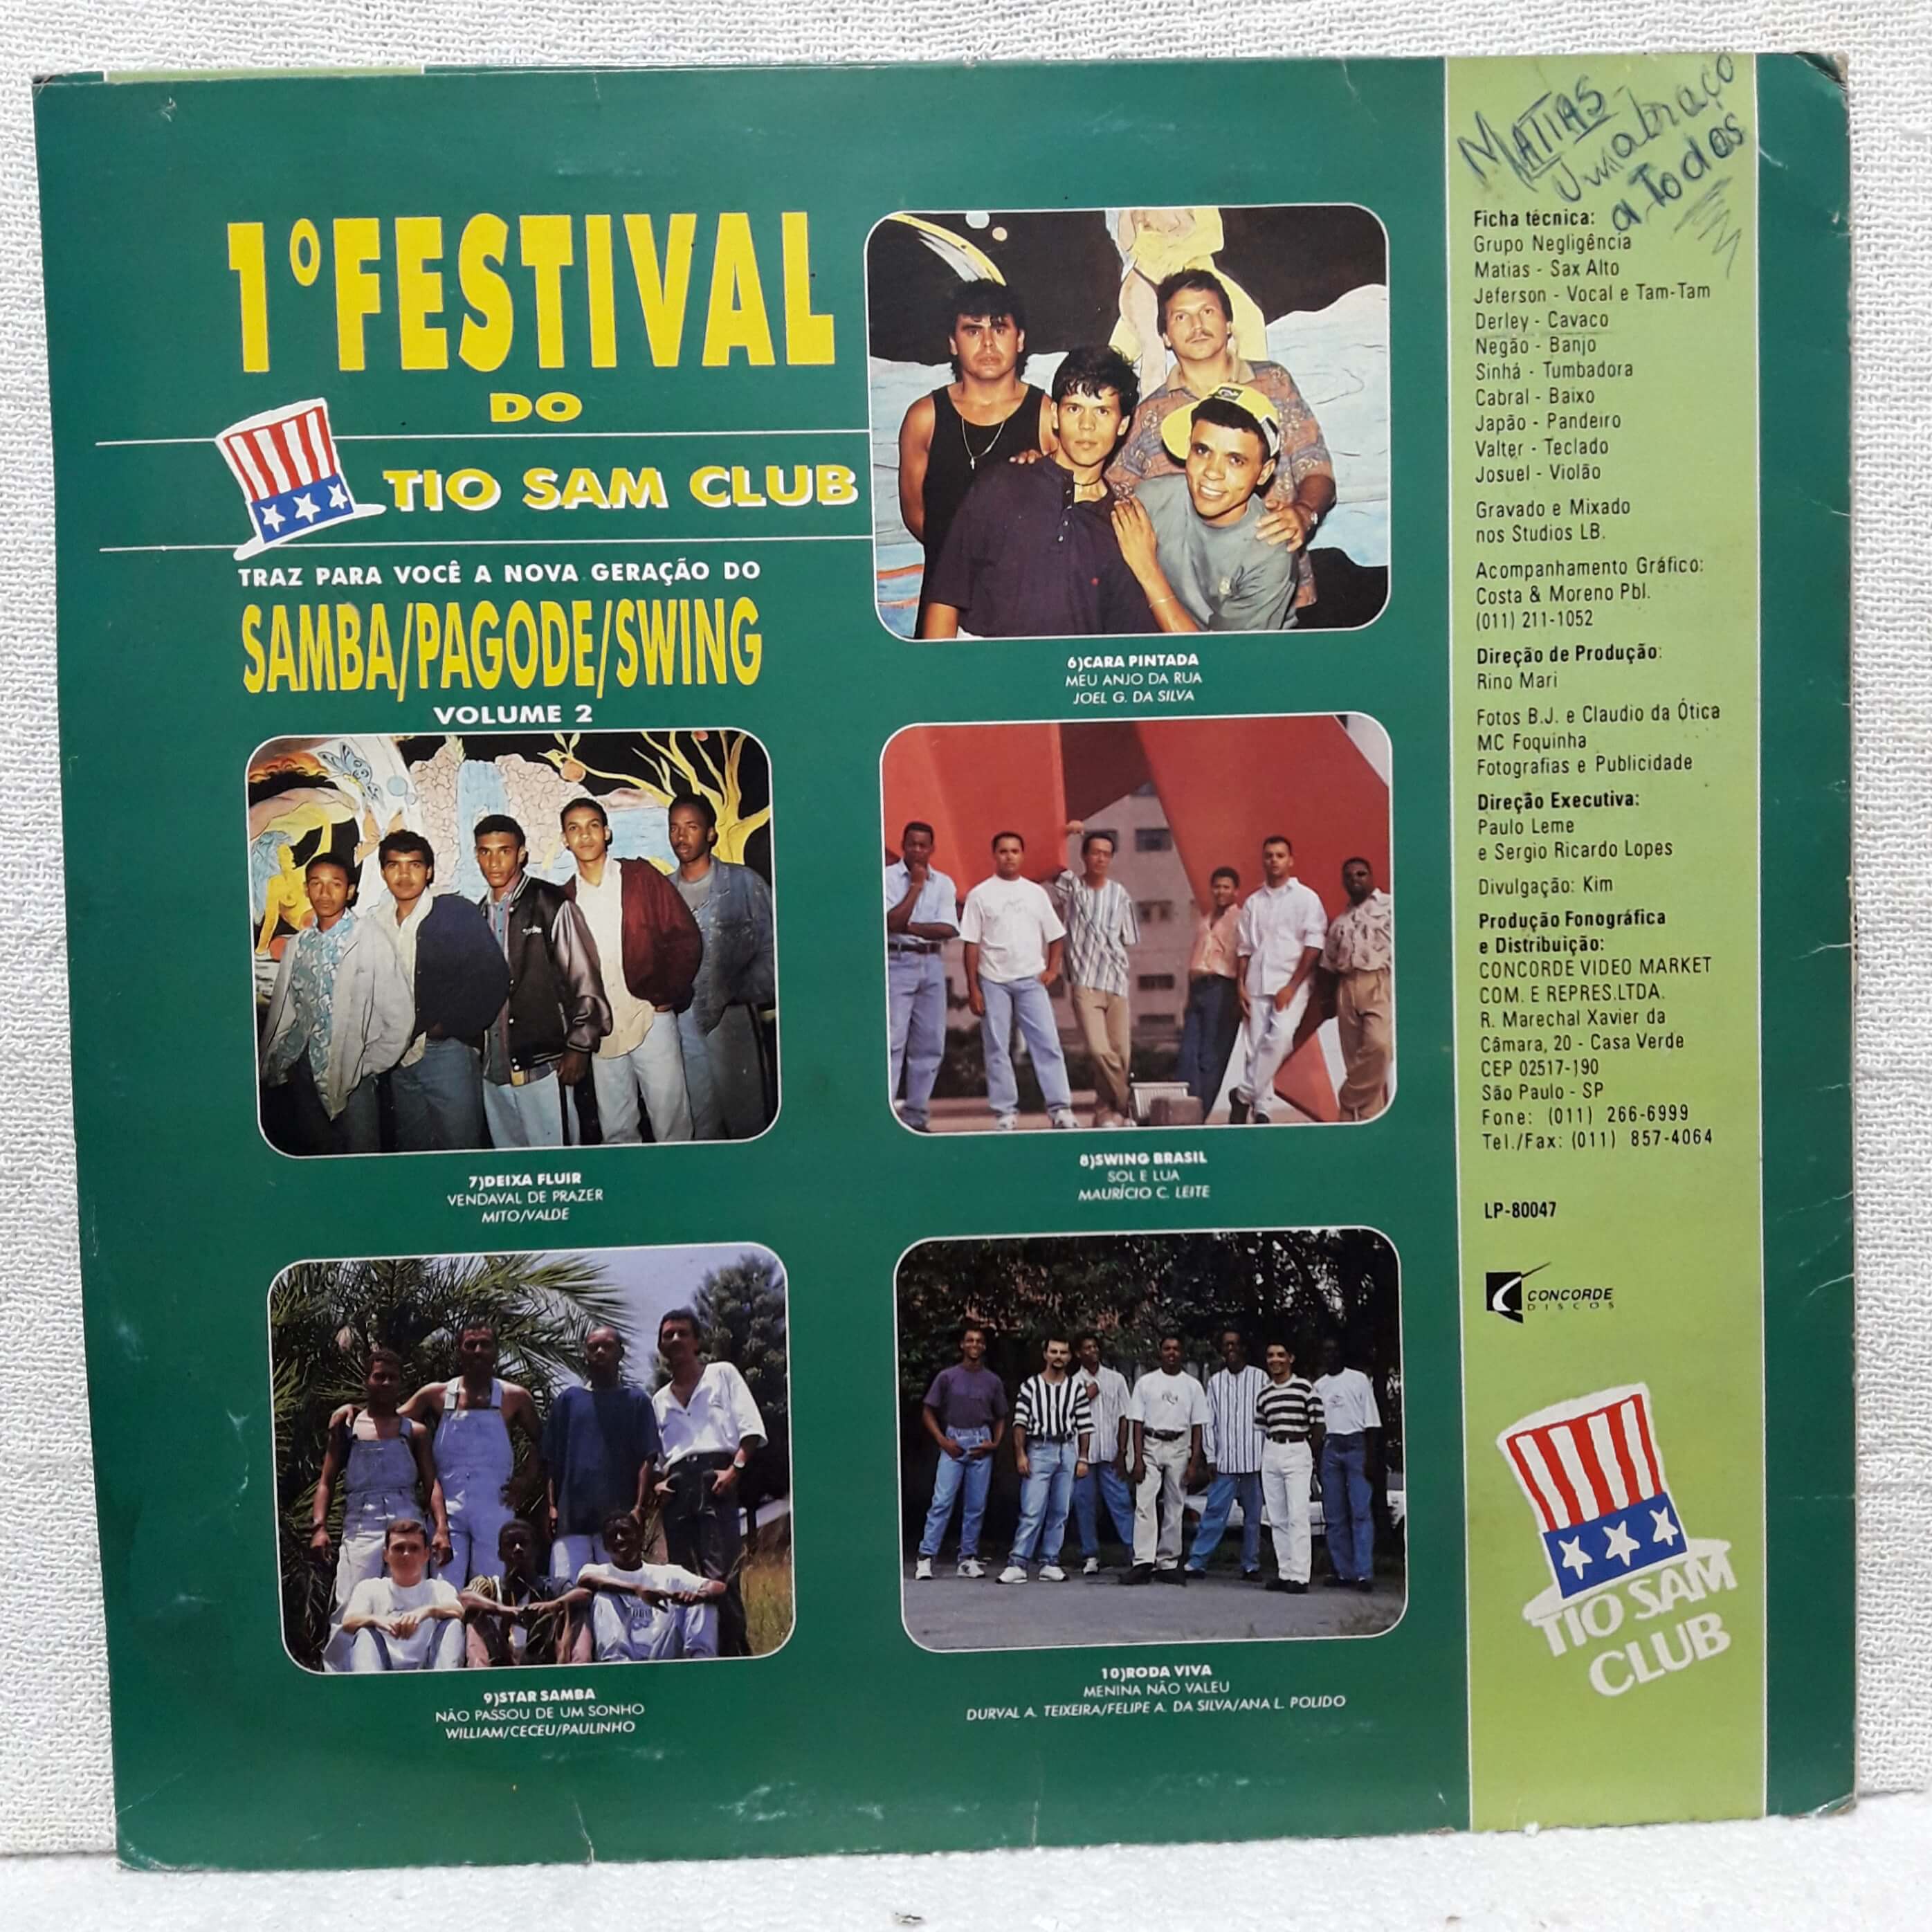 1º FESTIVAL
DO
TIO SAM CLUB
TRAZ PARA VOCÊ A NOVA GERAÇÃO DO
SAMBA/PAGODE/SWING
VOLUME 2
6)CARA PINTADA
MEU ANJO DA RUA
JOEL G. DA SILVA
7)DEIXA FLUIR
VENDAVAL DE PRAZER
MITO/VALDE
8)SWING BRASIL
SOL E LUA
MAURÍCIO C. LEITE
9)STAR SAMBA
NÃO PASSOU DE UM SONHO
WILLIAM/CECEU/PAULINHO
10)RODA VIVA
MENINA NÃO VALEU
DURVAL A. TEIXEIRA/FELIPE A. DA SILVA/ANA L. POLIDO
MATIAS
Um abraço
a Todos
Ficha técnica:
Grupo Negligência
Matias - Sax Alto
Jeferson - Vocal e Tam-Tam
Derley - Cavaco
Negão - Banjo
Sinhá - Tumbadora
Cabral - Baixo
Japão - Pandeiro
Valter - Teclado
Josuel - Violão
Gravado e Mixado
nos Studios LB.
Acompanhamento Gráfico:
Costa & Moreno Pbl.
(011) 211-1052
Direção de Produção:
Rino Mari
Fotos B.J. e Claudio da Ótica
MC Foquinha
Fotografias e Publicidade
Direção Executiva:
Paulo Leme
e Sergio Ricardo Lopes
Divulgação: Kim
Produção Fonográfica
e Distribuição:
CONCORDE VIDEO MARKET
COM. E REPRES.LTDA.
R. Marechal Xavier da
Câmara, 20 - Casa Verde
CEP 02517-190
São Paulo - SP
Fone: (011) 266-6999
Tel./Fax: (011) 857-4064
LP-80047
CONCORDE
DISCOS
TIO SAM
CLUB